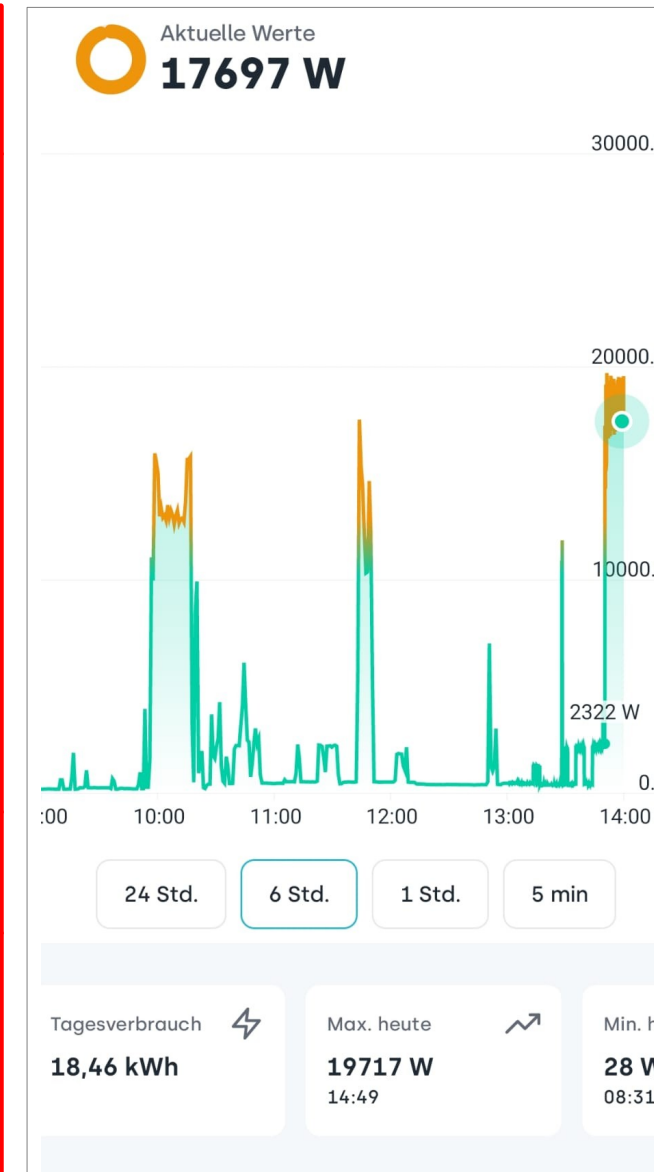 Aktuelle Werte
17697 W
30000.
20000.
10000.
2322 W
0.
:00 10:00 11:00 12:00 13:00 14:00
24 Std. 6 Std. 1 Std. 5 min
Tagesverbrauch Max. heute Min. h
18,46 kWh 19717 W 28 W
14:49 08:31